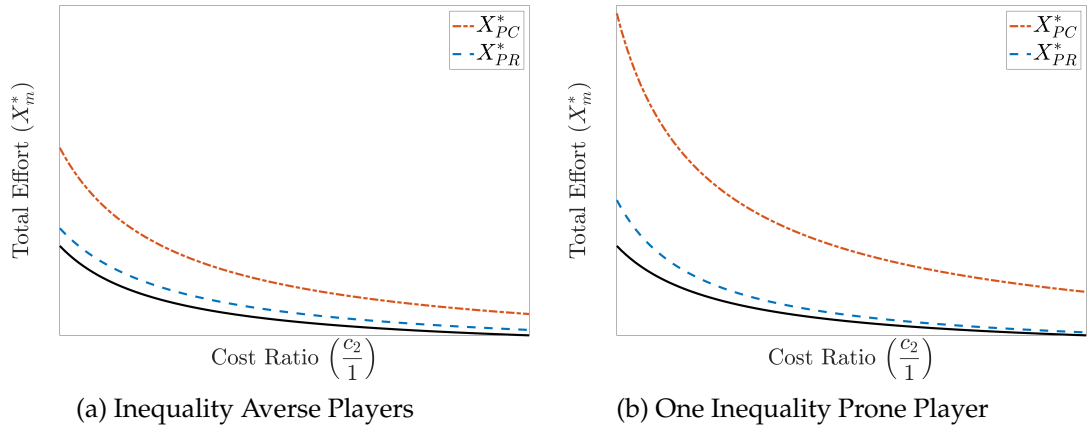 Total Effort (X*_m)
X*_PC
X*_PR
Cost Ratio (c_2/1)
(a) Inequality Averse Players
Total Effort (X*_m)
X*_PC
X*_PR
Cost Ratio (c_2/1)
(b) One Inequality Prone Player